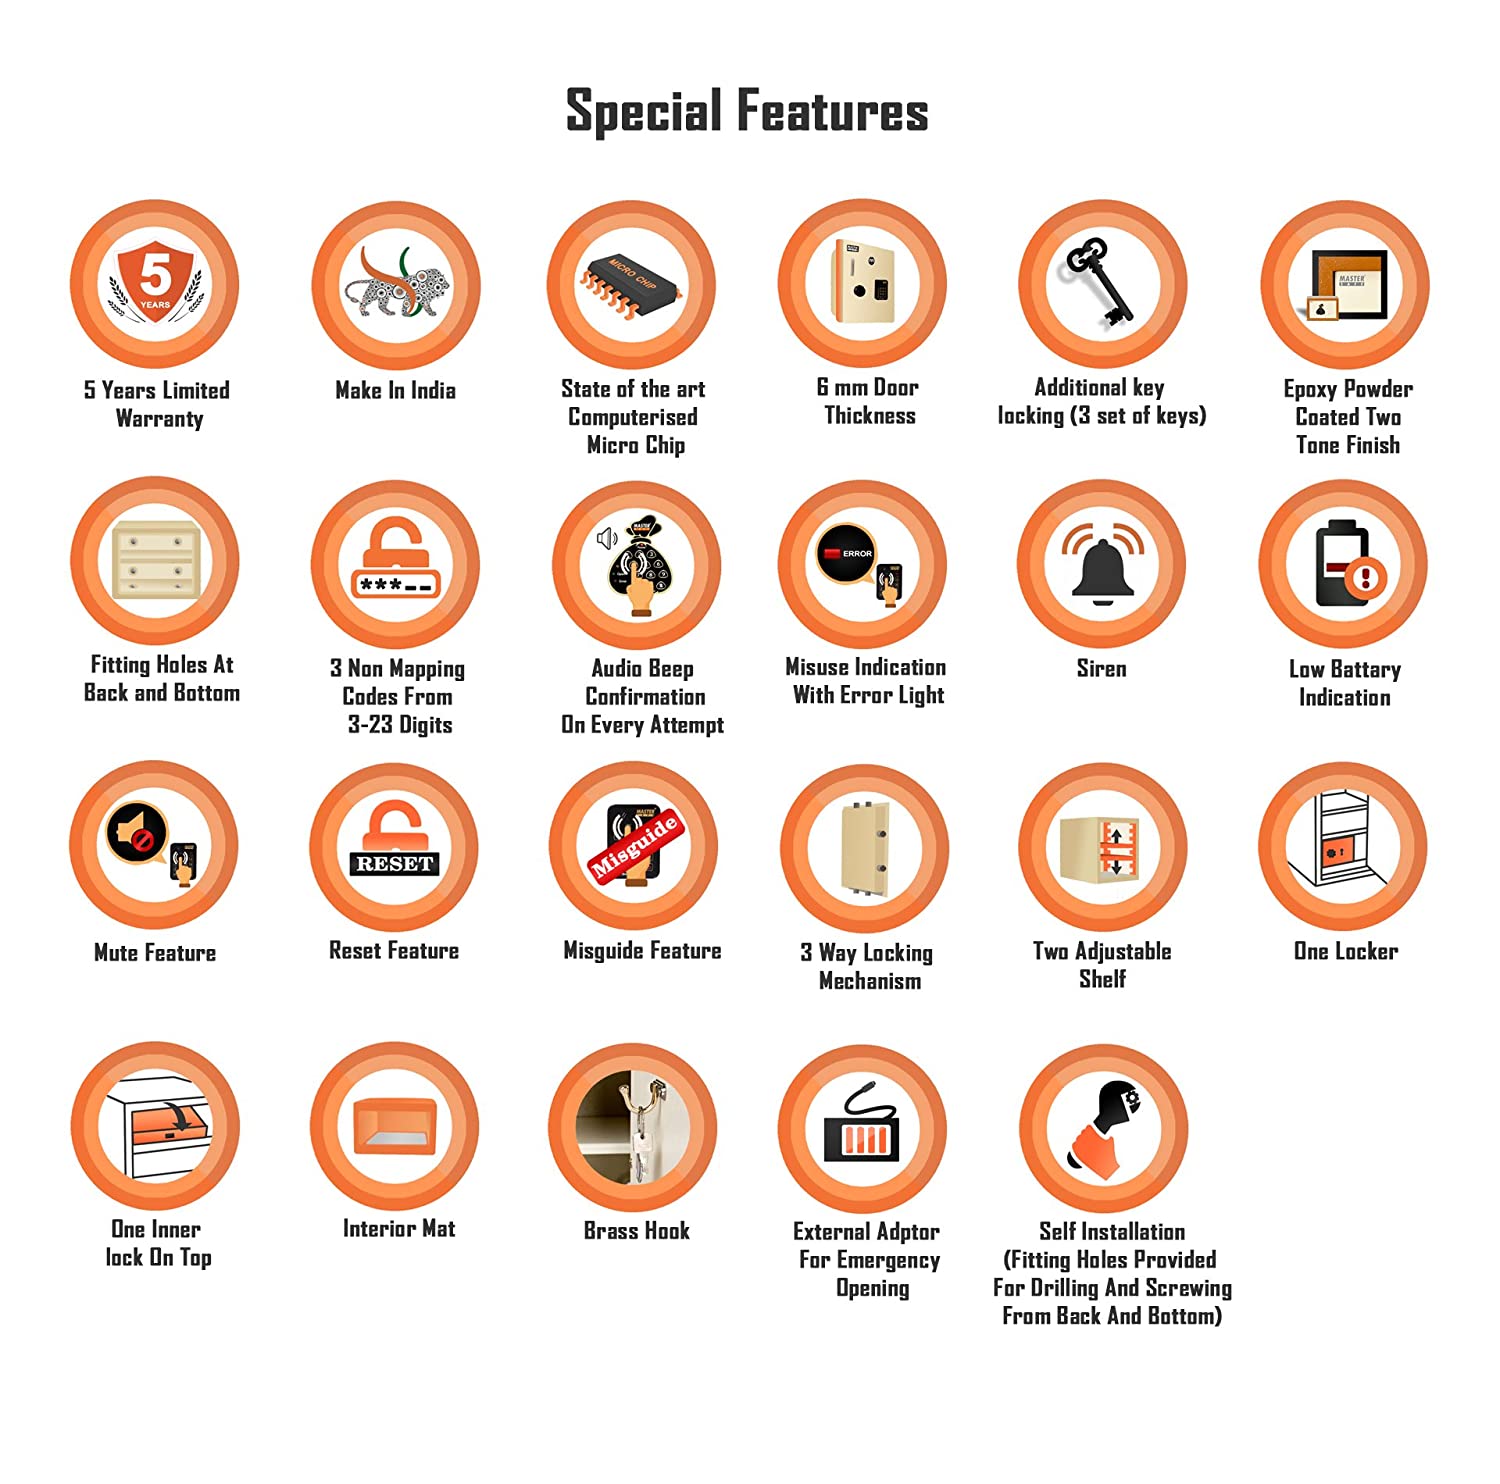 Special Features
5
YEARS
5 Years Limited
Warranty
Make In India
MICRO CHIP
State of the art
Computerised
Micro Chip
6 mm Door
Thickness
Additional key
locking (3 set of keys)
MASTER
Epoxy Powder
Coated Two
Tone Finish
Fitting Holes At
Back and Bottom
***--
3 Non Mapping
Codes From
3-23 Digits
MASTER
Audio Beep
Confirmation
On Every Attempt
ERROR
Misuse Indication
With Error Light
Siren
Low Battary
Indication
Mute Feature
RESET
Reset Feature
MASTER
Misguide
Misguide Feature
3 Way Locking
Mechanism
Two Adjustable
Shelf
One Locker
One Inner
lock On Top
Interior Mat
Brass Hook
External Adptor
For Emergency
Opening
Self Installation
(Fitting Holes Provided
For Drilling And Screwing
From Back And Bottom)